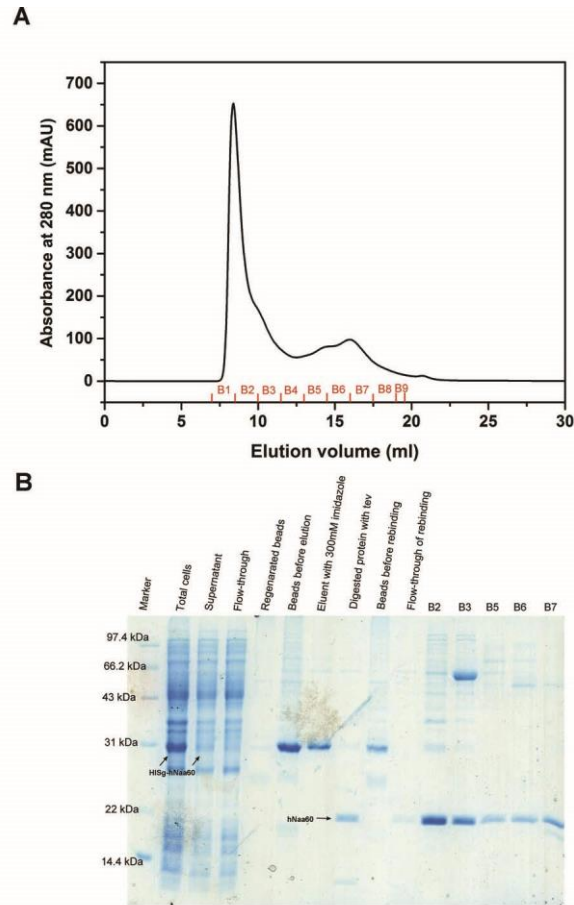 A
Absorbance at 280 nm (mAU)
700
600
500
400
300
200
100
0
B1 B2 B3 B4 B5 B6 B7 B8 B9
0 5 10 15 20 25 30
Elution volume (ml)
B
Marker
Total cells
Supernatant
Flow-through
Regenarated beads
Beads before elution
Eluent with 300mM imidazole
Digested protein with tev
Beads before rebinding
Flow-through of rebinding
B2 B3 B5 B6 B7
97.4 kDa
66.2 kDa
43 kDa
31 kDa
HISg-hNaa60
22 kDa
hNaa60
14.4 kDa